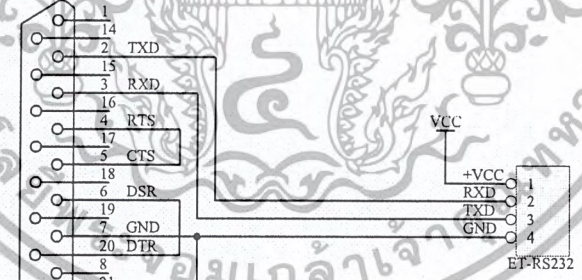 1
14
2 TXD
15
3 RXD
16
4 RTS
17
5 CTS
18
6 DSR
19
7 GND
20 DTR
8
21
VCC
+VCC 1
RXD 2
TXD 3
GND 4
ET-RS232